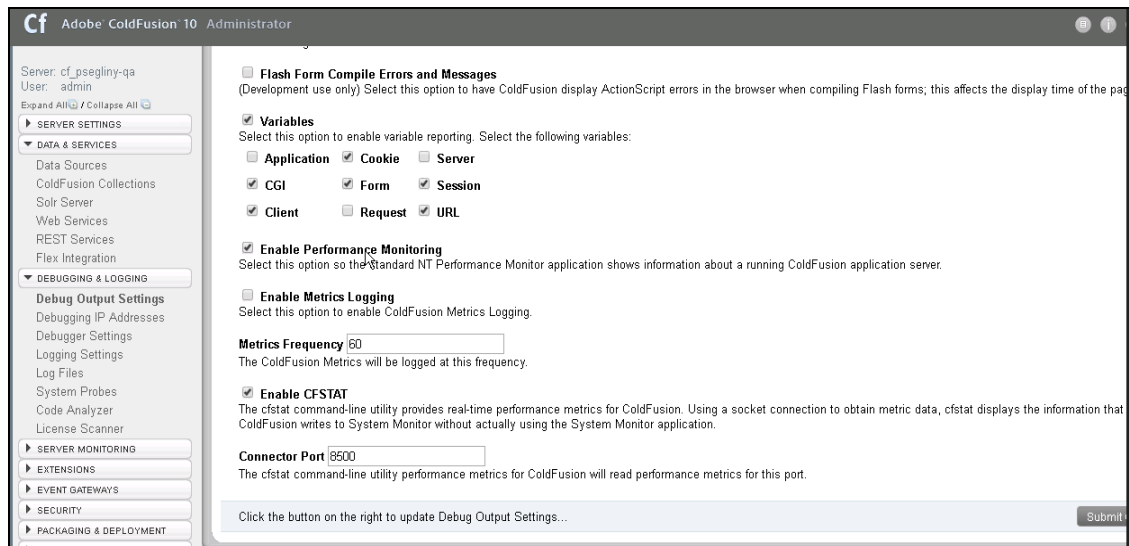 Cf Adobe® ColdFusion® 10 Administrator
Server: cf_psegliny-qa
User: admin
Expand All / Collapse All
SERVER SETTINGS
DATA & SERVICES
Data Sources
ColdFusion Collections
Solr Server
Web Services
REST Services
Flex Integration
DEBUGGING & LOGGING
Debug Output Settings
Debugging IP Addresses
Debugger Settings
Logging Settings
Log Files
System Probes
Code Analyzer
License Scanner
SERVER MONITORING
EXTENSIONS
EVENT GATEWAYS
SECURITY
PACKAGING & DEPLOYMENT
Flash Form Compile Errors and Messages
(Development use only) Select this option to have ColdFusion display ActionScript errors in the browser when compiling Flash forms; this affects the display time of the pag
Variables
Select this option to enable variable reporting. Select the following variables:
Application Cookie Server
CGI Form Session
Client Request URL
Enable Performance Monitoring
Select this option so the standard NT Performance Monitor application shows information about a running ColdFusion application server.
Enable Metrics Logging
Select this option to enable ColdFusion Metrics Logging.
Metrics Frequency 60
The ColdFusion Metrics will be logged at this frequency.
Enable CFSTAT
The cfstat command-line utility provides real-time performance metrics for ColdFusion. Using a socket connection to obtain metric data, cfstat displays the information that
ColdFusion writes to System Monitor without actually using the System Monitor application.
Connector Port 8500
The cfstat command-line utility performance metrics for ColdFusion will read performance metrics for this port.
Click the button on the right to update Debug Output Settings...
Submit